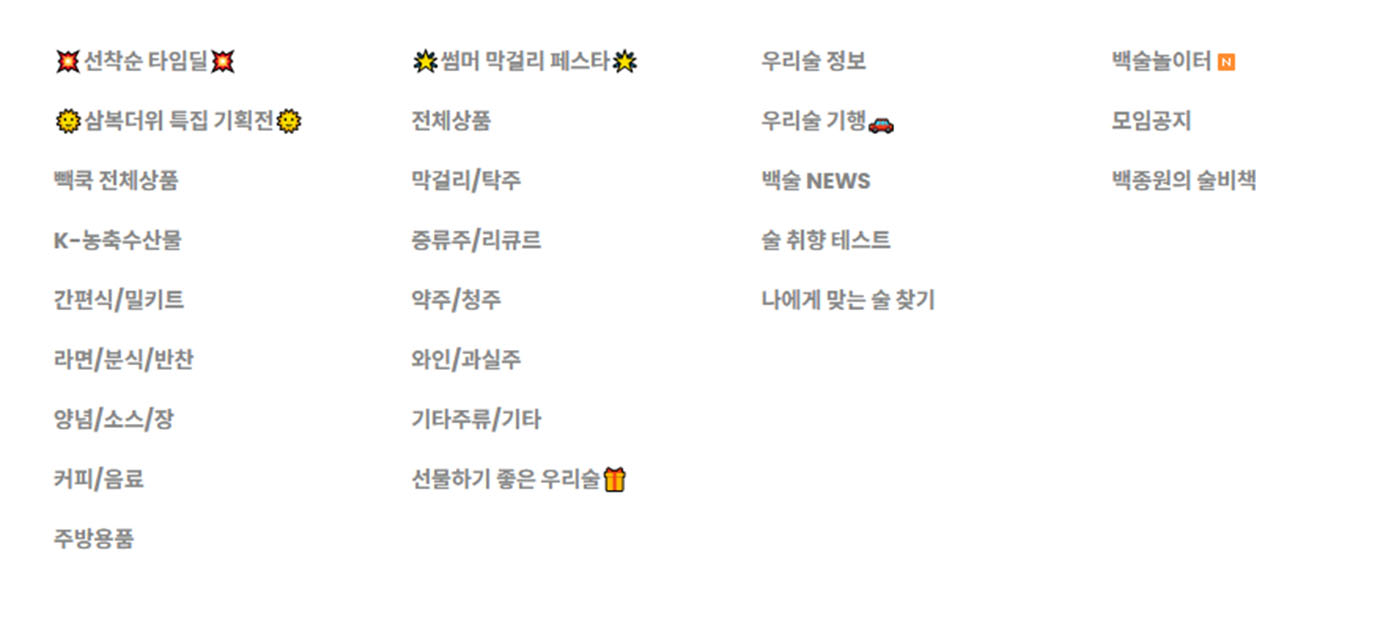 💥선착순 타임딜💥
🌞삼복더위 특집 기획전🌞
빽쿡 전체상품
K-농축수산물
간편식/밀키트
라면/분식/반찬
양념/소스/장
커피/음료
주방용품
🌟썸머 막걸리 페스타🌟
전체상품
막걸리/탁주
증류주/리큐르
약주/청주
와인/과실주
기타주류/기타
선물하기 좋은 우리술🎁
우리술 정보
우리술 기행🚗
백술 NEWS
술 취향 테스트
나에게 맞는 술 찾기
백술놀이터 N
모임공지
백종원의 술비책